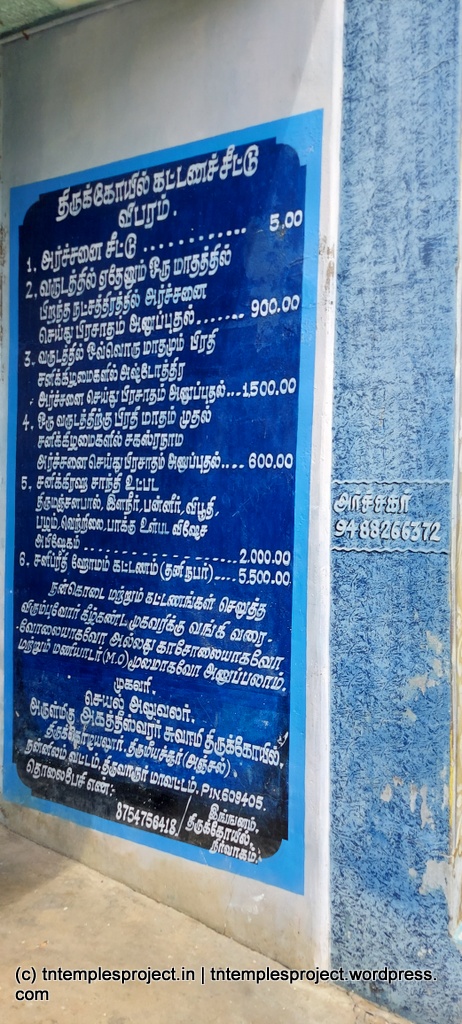 திருக்கோயில் கட்டணச்சீட்டு
விபரம்.
1. அர்ச்சனை சீட்டு ............ 5.00
2. வருடத்தில் ஏதேனும் ஒரு மாதத்தில்
பிறந்த நட்சத்திரத்தில் அர்ச்சனை
செய்து பிரசாதம் அனுப்புதல்........ 900.00
3. வருடத்தில் ஒவ்வொரு மாதமும் பிரதி
சனிக்கிழமைகளில் அஷ்டோத்திர
அர்ச்சனை செய்து பிரசாதம் அனுப்புதல்...1,500.00
4. ஒரு வருடத்திற்கு பிரதி மாதம் முதல்
சனிக்கிழமைகளில் சகஸ்ரநாம
அர்ச்சனை செய்து பிரசாதம் அனுப்புதல்.... 600.00
5. சனிக்கிரஷ சாந்தி உட்பட
திருமஞ்சனபால், இளநீர், பன்னீர், விபூதி,
பழம், வெற்றிலை, பாக்கு உள்பட விஷேச
அபிஷேகம் ------------------ 2.000.00
6. சனிப்ரீதி ஹோமம் கட்டணம் (தனிநபர்)---- 5,500.00
நன்கொடை மற்றும் கட்டணங்கள் செலுத்த
விரும்புவோர் கீழ்கண்ட முகவரிக்கு வங்கி வரை-
வோலையாகவோ அல்லது காசோலையாகவோ
மற்றும் மணியாடர் (M.O) மூலமாகவோ அனுப்பலாம்.
முகவரி.
செயல் அலுவலர்.
அருள்மிகு அகத்தீஸ்வரர் சுவாமி திருக்கோயில்,
திருமீயச்சூர் (அஞ்சல்)
நன்னிலம் வட்டம், திருவாரூர் மாவட்டம். PIN.609405.
தொலைபேசி எண்:-
8754756418
இங்ஙனம்,
திருக்கோயில்
நிர்வாகம்.
அர்ச்சகர்
9488266372
(c) tntemplesproject.in | tntemplesproject.wordpress.
com